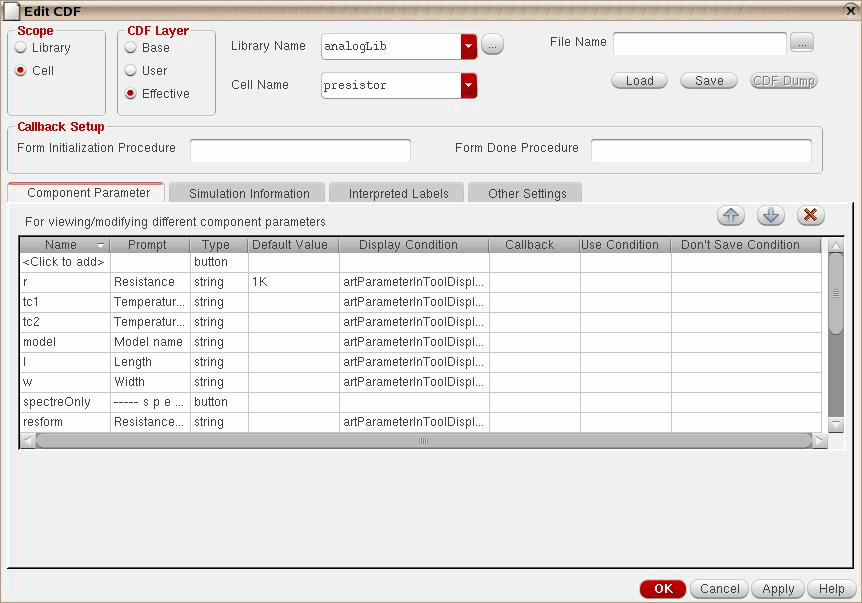 Edit CDF
Scope
Library
Cell
CDF Layer
Base
User
Effective
Library Name analogLib ...
Cell Name presistor
File Name ...
Load Save CDF Dump
Callback Setup
Form Initialization Procedure Form Done Procedure
Component Parameter Simulation Information Interpreted Labels Other Settings
For viewing/modifying different component parameters
Name Prompt Type Default Value Display Condition Callback Use Condition Don't Save Condition
<Click to add> button
r Resistance string 1K artParameterInToolDispl...
tc1 Temperatur... string artParameterInToolDispl...
tc2 Temperatur... string artParameterInToolDispl...
model Model name string artParameterInToolDispl...
l Length string artParameterInToolDispl...
w Width string artParameterInToolDispl...
spectreOnly ----- s p e ... button
resform Resistance... string artParameterInToolDispl...
OK Cancel Apply Help